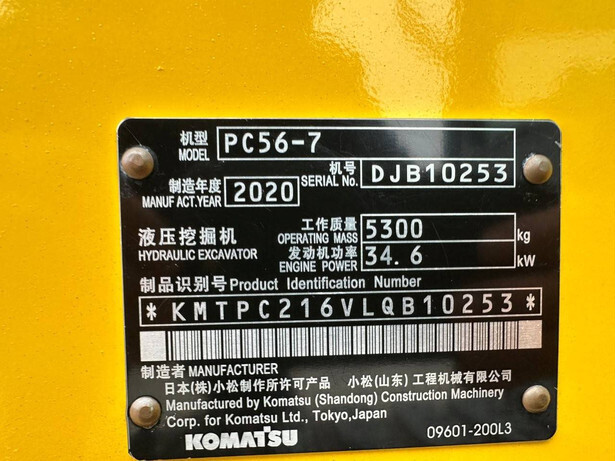 机型 MODEL PC56-7
机号 SERIAL No. DJB10253
制造年度 MANUFACT.YEAR 2020
工作质量 OPERATING MASS 5300 kg
液压挖掘机 HYDRAULIC EXCAVATOR
发动机功率 ENGINE POWER 34.6 kW
产品识别号 Product Identification Number
*KMTPC216VLQB10253*
制造者 MANUFACTURER
日本(株)小松制作所许可产品 小松(山东)工程机械有限公司
Manufactured by Komatsu (Shandong) Construction Machinery
Corp. for Komatsu Ltd., Tokyo,Japan
KOMATSU 09601-200L3